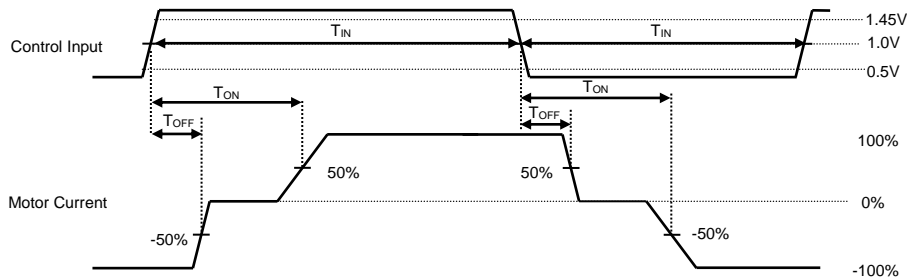 1.45V
Control Input
TIN
TIN
1.0V
0.5V
TON
TON
TOFF
TOFF
100%
50%
50%
Motor Current
0%
-50%
-50%
-100%